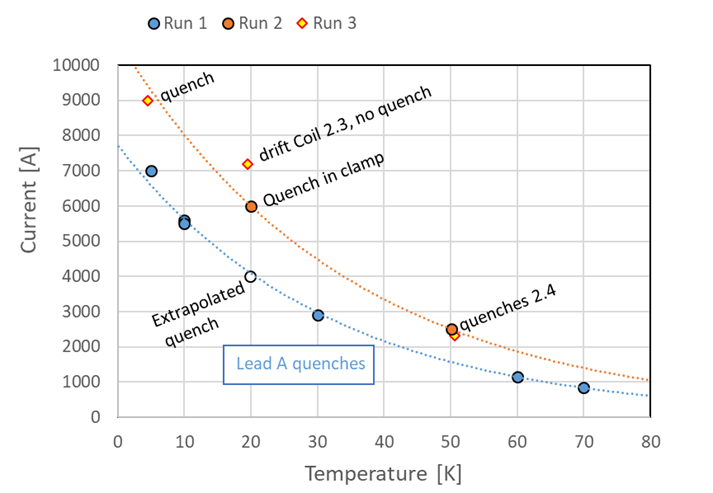 Run 1 Run 2 Run 3
10000
9000
8000
7000
6000
5000
4000
3000
2000
1000
0
Current [A]
quench
drift Coil 2.3, no quench
Quench in clamp
Extrapolated
quench
quenches 2.4
Lead A quenches
0 10 20 30 40 50 60 70 80
Temperature [K]